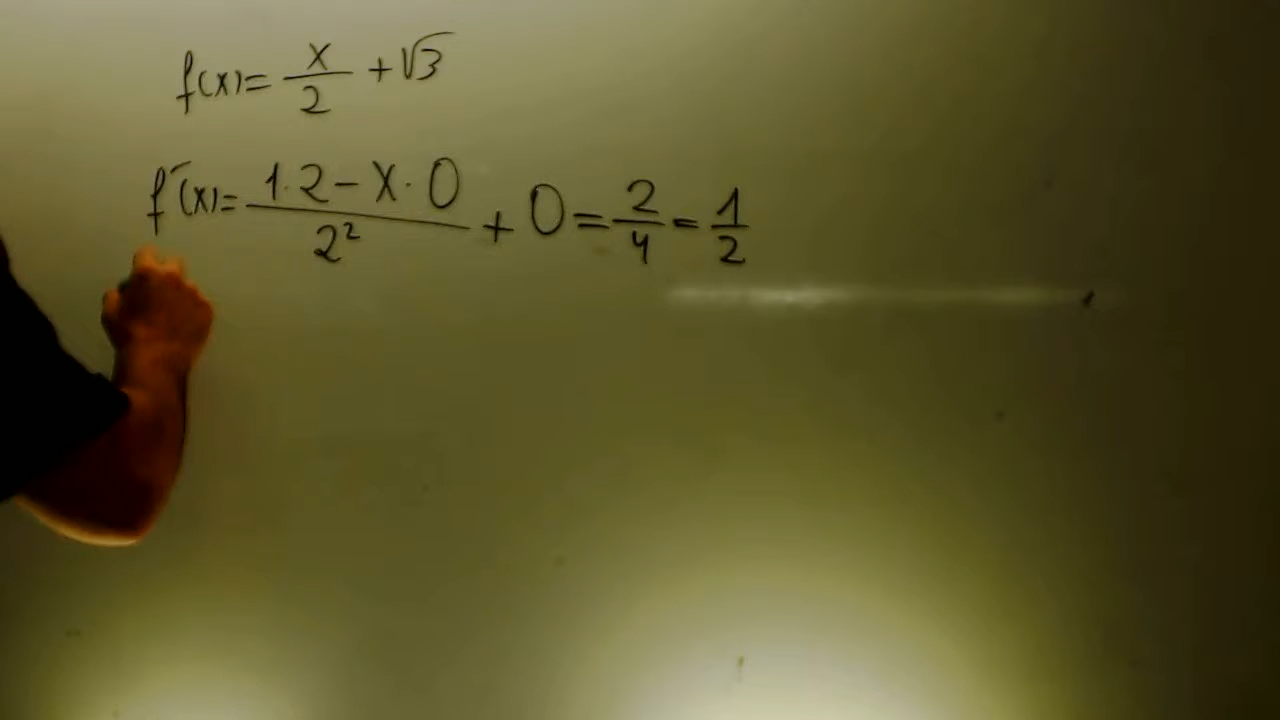 f(x) = x/2 + √3
f'(x) = (1·2 − x·0)/2² + 0 = 2/4 = 1/2